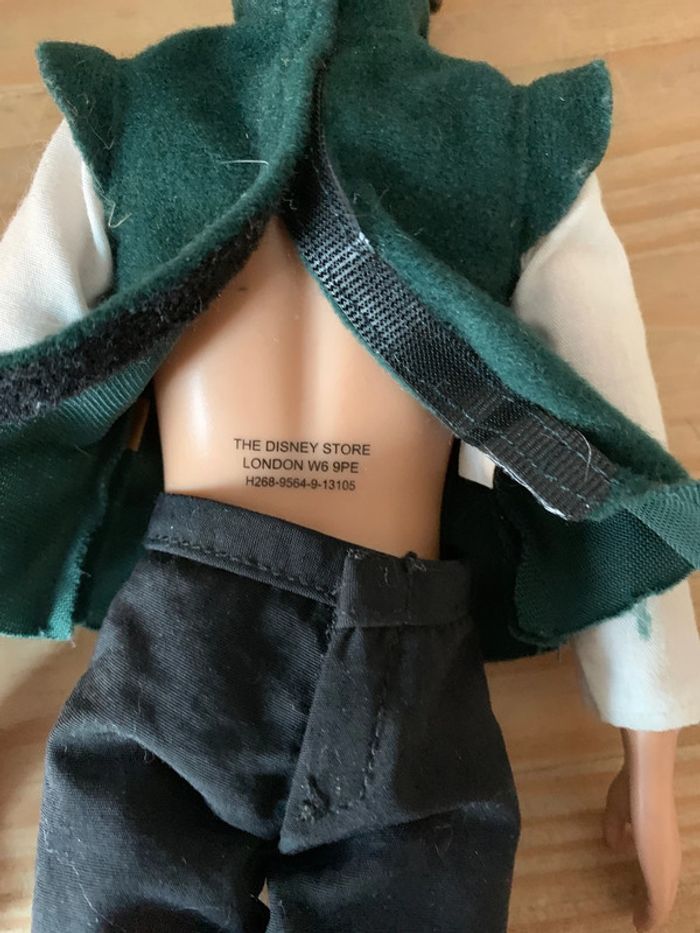 THE DISNEY STORE
LONDON W6 9PE
H268-9564-9-13105